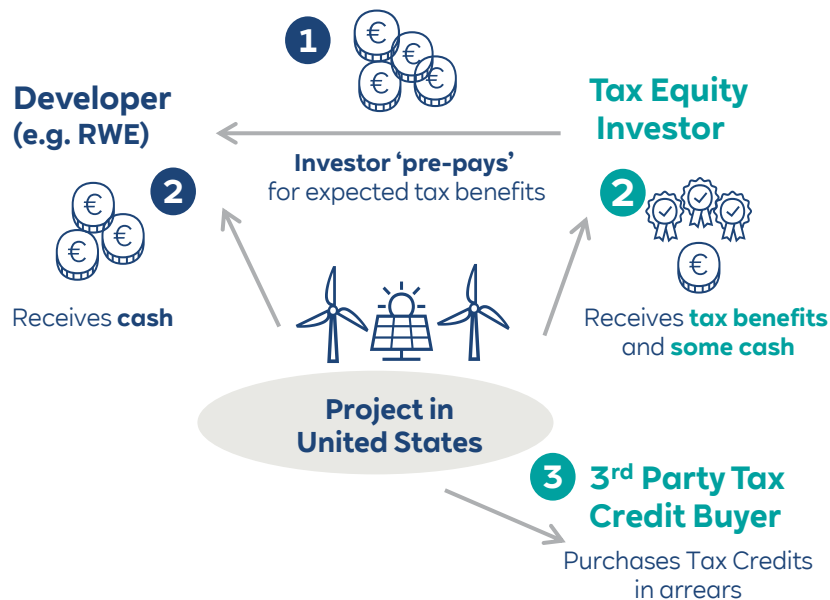 1
Developer
(e.g. RWE)
Tax Equity
Investor
Investor ‘pre-pays’
for expected tax benefits
2
€
€
€
€
€
€
€
Receives cash
2
€
Receives tax benefits
and some cash
Project in
United States
3
3rd Party Tax
Credit Buyer
Purchases Tax Credits
in arrears